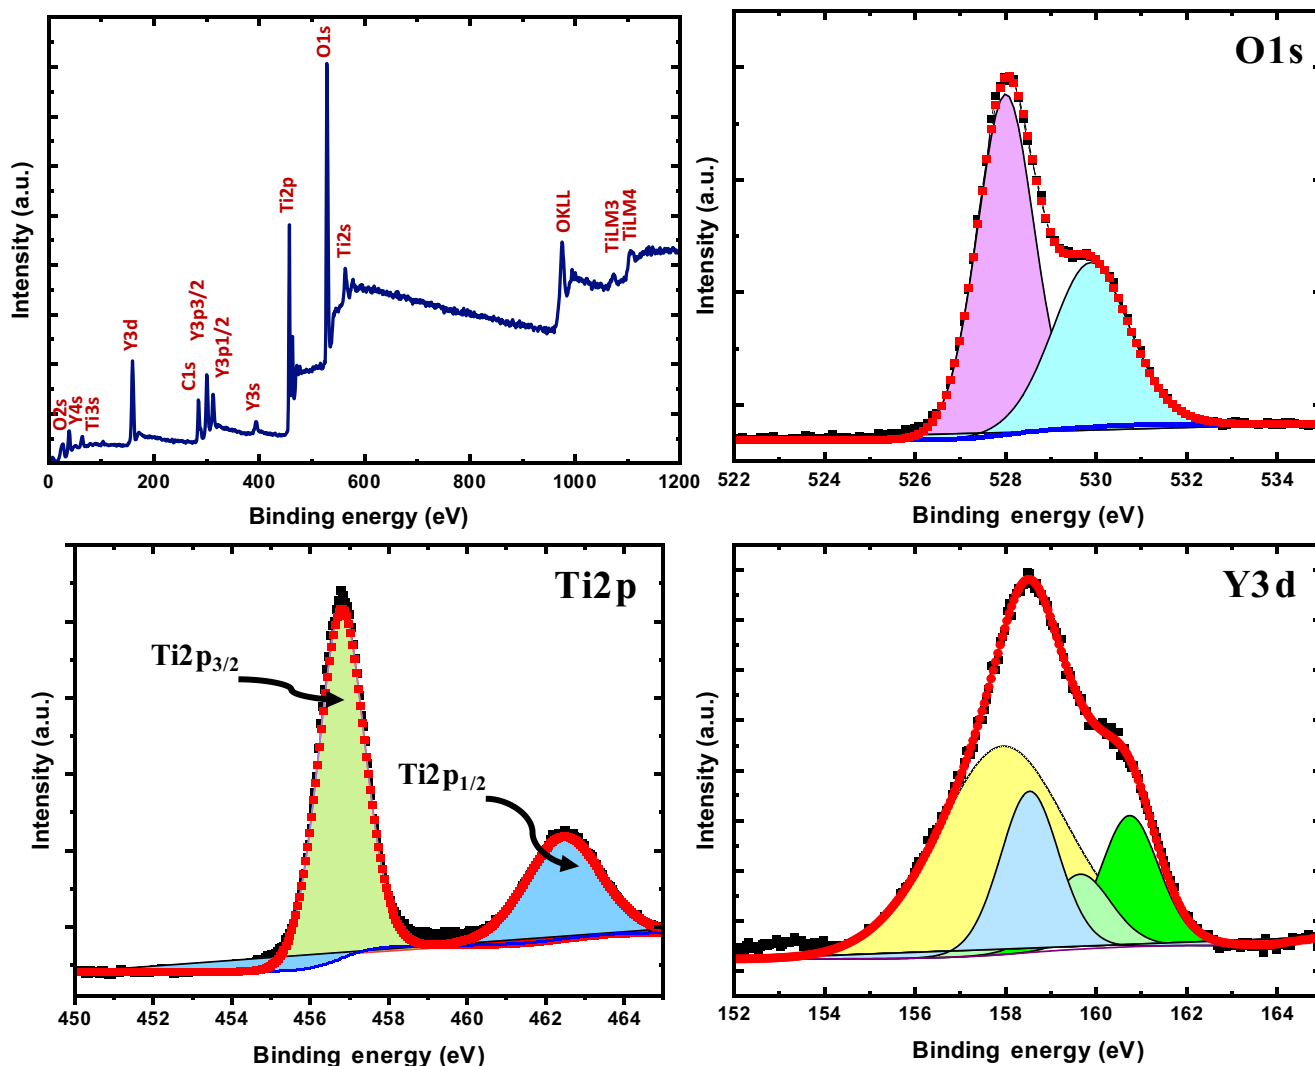 O2s
Y4s
Ti3s
Y3d
C1s
Y3p3/2
Y3p1/2
Y3s
Ti2p
O1s
Ti2s
OKLL
TiLM3
TiLM4
Intensity (a.u.)
0 200 400 600 800 1000 1200
Binding energy (eV)
O1s
Intensity (a.u.)
522 524 526 528 530 532 534
Binding energy (eV)
Ti2p
Ti2p3/2
Ti2p1/2
Intensity (a.u.)
450 452 454 456 458 460 462 464
Binding energy (eV)
Y3d
Intensity (a.u.)
152 154 156 158 160 162 164
Binding energy (eV)